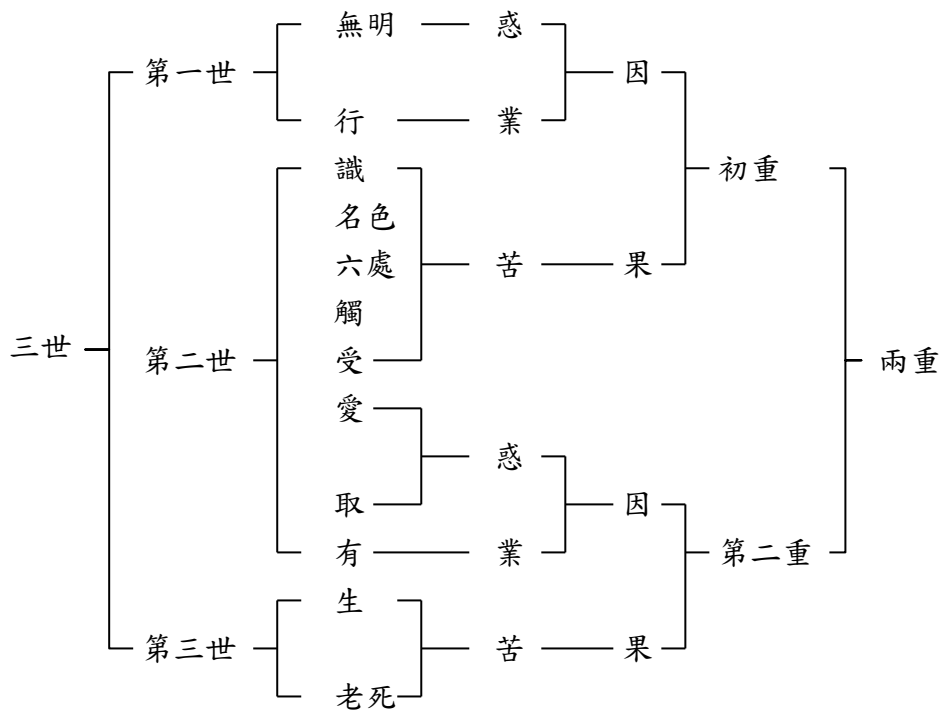 無明 惑
第一世 因
行 業
識 初重
名色
六處 苦 果
觸
三世 第二世 受 兩重
愛
惑
取 因
有 業 第二重
生
第三世 苦 果
老死